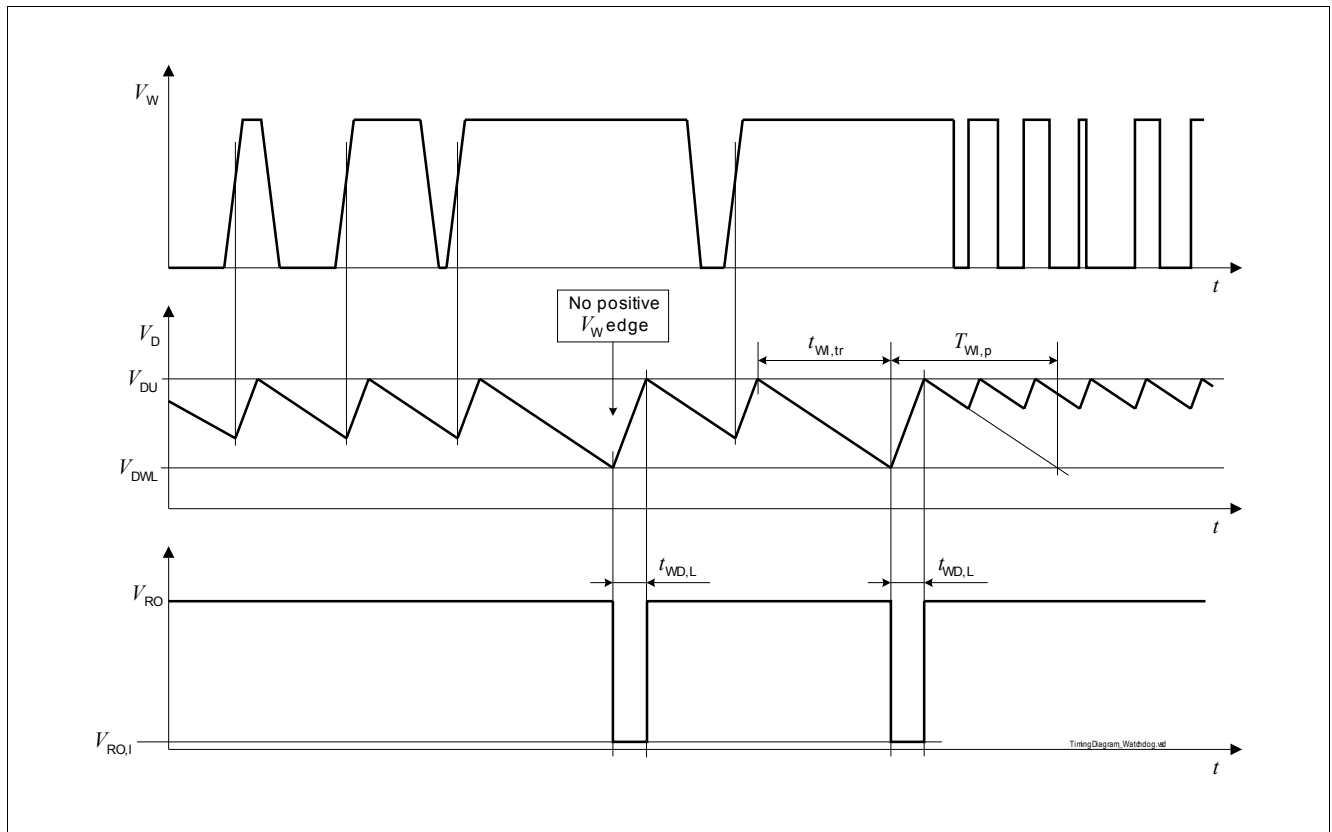 V_W
t
No positive
V_W edge
V_D
t_WI,tr
T_WI,p
V_DU
V_DWL
t
t_WD,L
t_WD,L
V_RO
V_RO,l
TimingDiagram_Watchdog.vsd
t